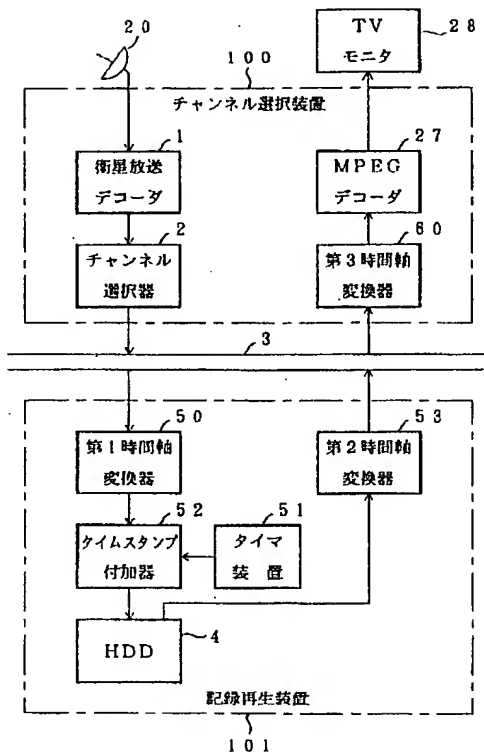 20
TV
モニタ
28
100
チャンネル選択装置
1
衛星放送
デコーダ
27
MPEG
デコーダ
2
チャンネル
選択器
60
第3時間軸
変換器
3
50
第1時間軸
変換器
53
第2時間軸
変換器
52
タイムスタンプ
付加器
51
タイマ
装置
HDD
4
記録再生装置
101